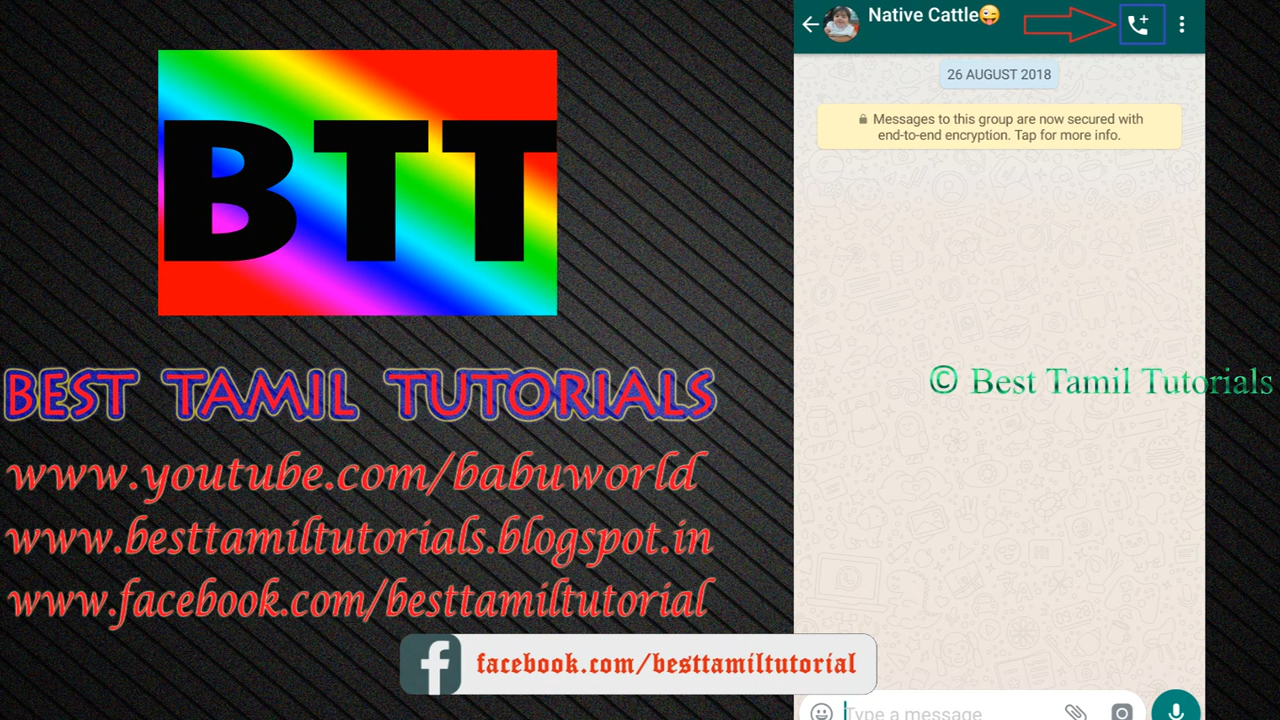 BTT
BEST TAMIL TUTORIALS
www.youtube.com/babuworld
www.besttamiltutorials.blogspot.in
www.facebook.com/besttamiltutorial
facebook.com/besttamiltutorial
Native Cattle😜
26 AUGUST 2018
Messages to this group are now secured with
end-to-end encryption. Tap for more info.
© Best Tamil Tutorials
Type a message